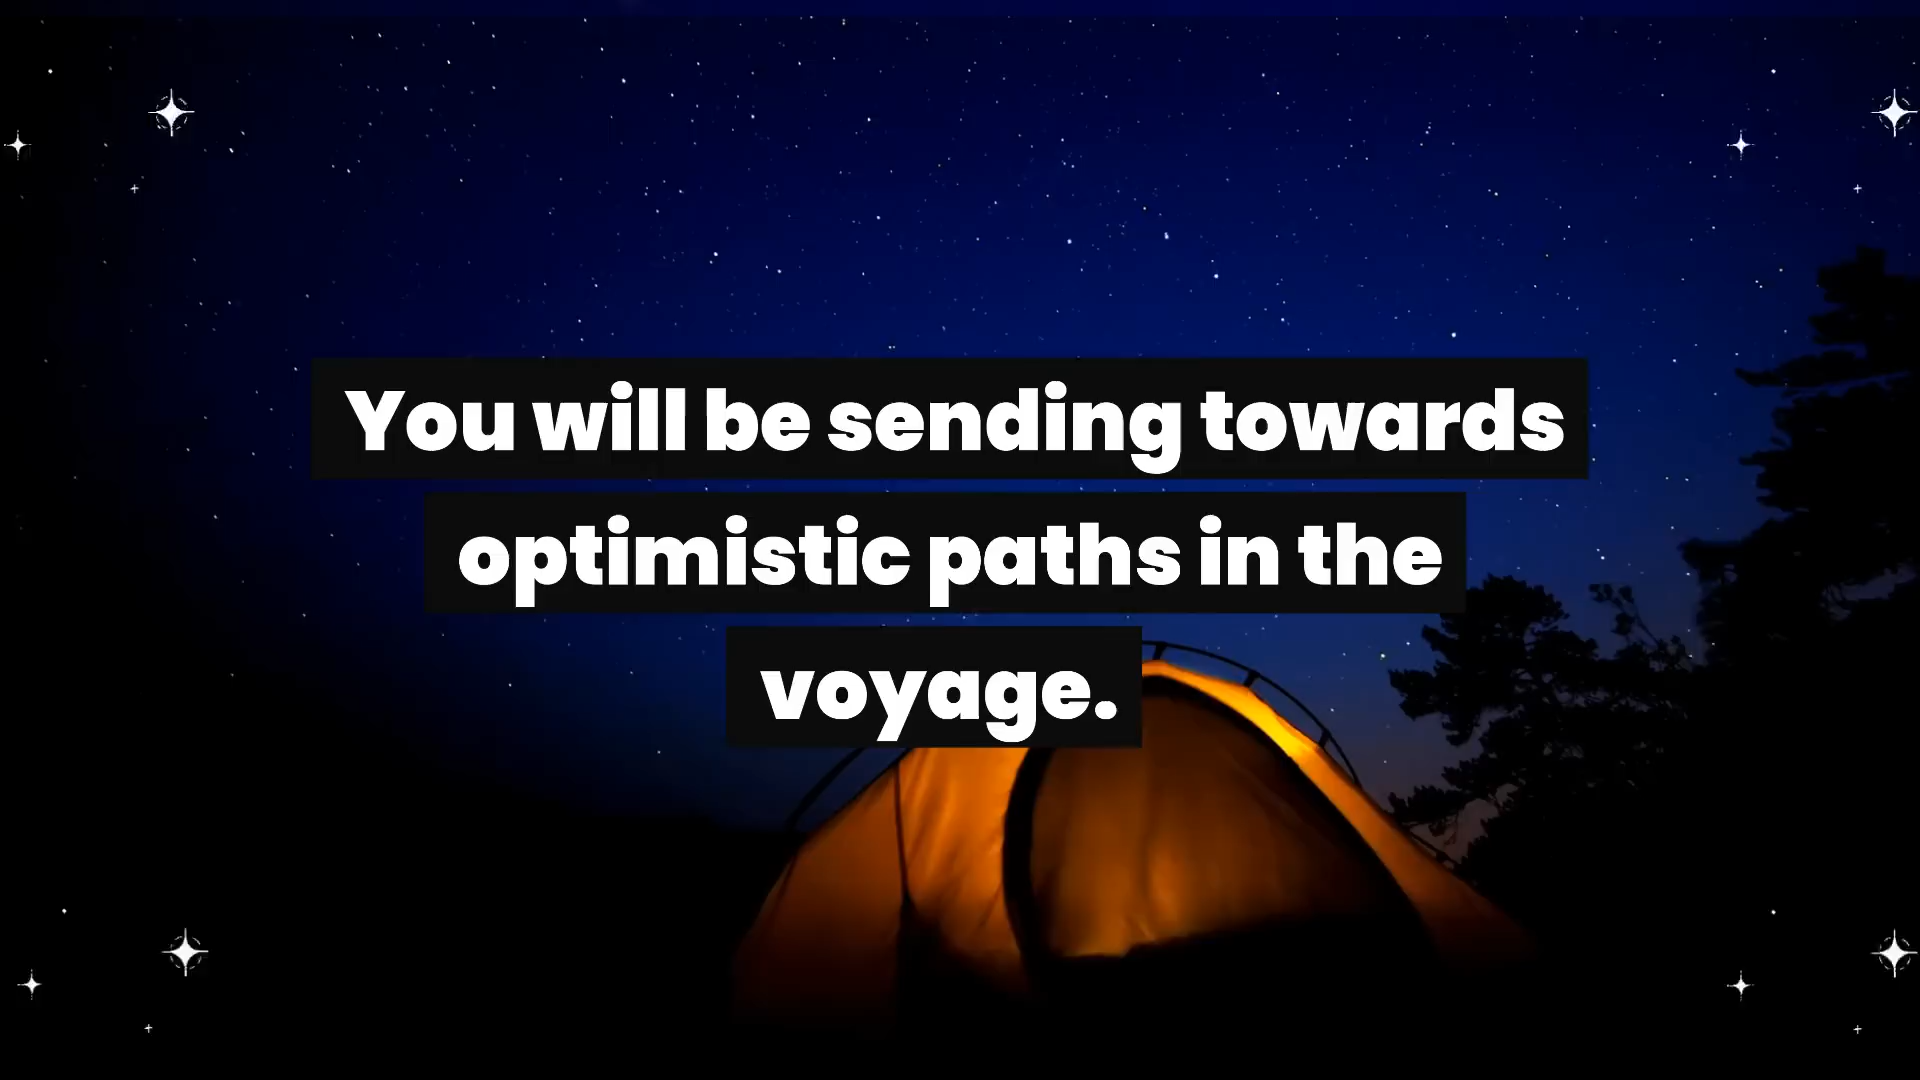 You will be sending towards
optimistic paths in the
voyage.